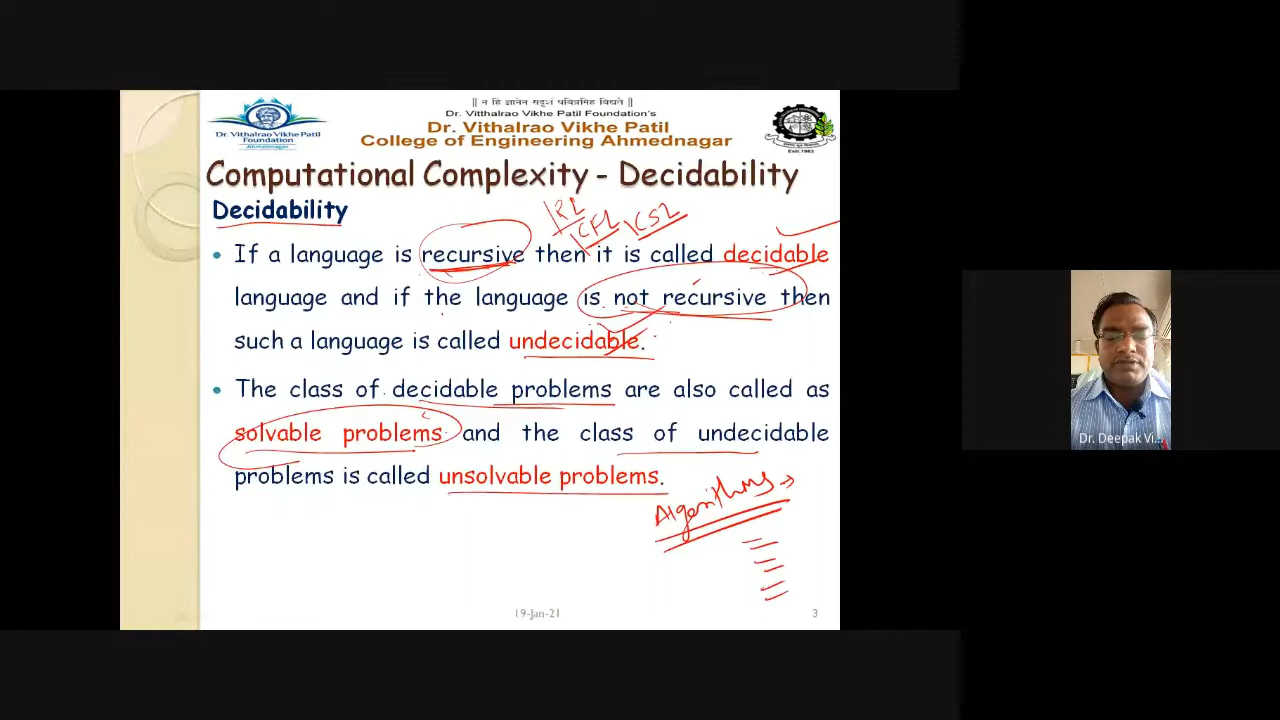 || न हि ज्ञानेन सदृशं पवित्रमिह विद्यते ||
Dr. Vitthalrao Vikhe Patil Foundation's
Dr. Vithalrao Vikhe Patil
College of Engineering Ahmednagar
Dr. Vithalrao Vikhe Patil
Foundation
Ahmednagar
Estd.1983
Computational Complexity - Decidability
Decidability
RL
CFL
CSL
• If a language is recursive then it is called decidable
language and if the language is not recursive then
such a language is called undecidable.
• The class of decidable problems are also called as
solvable problems and the class of undecidable
problems is called unsolvable problems.
Algorithms →
19-Jan-21
3
Dr. Deepak Vi...